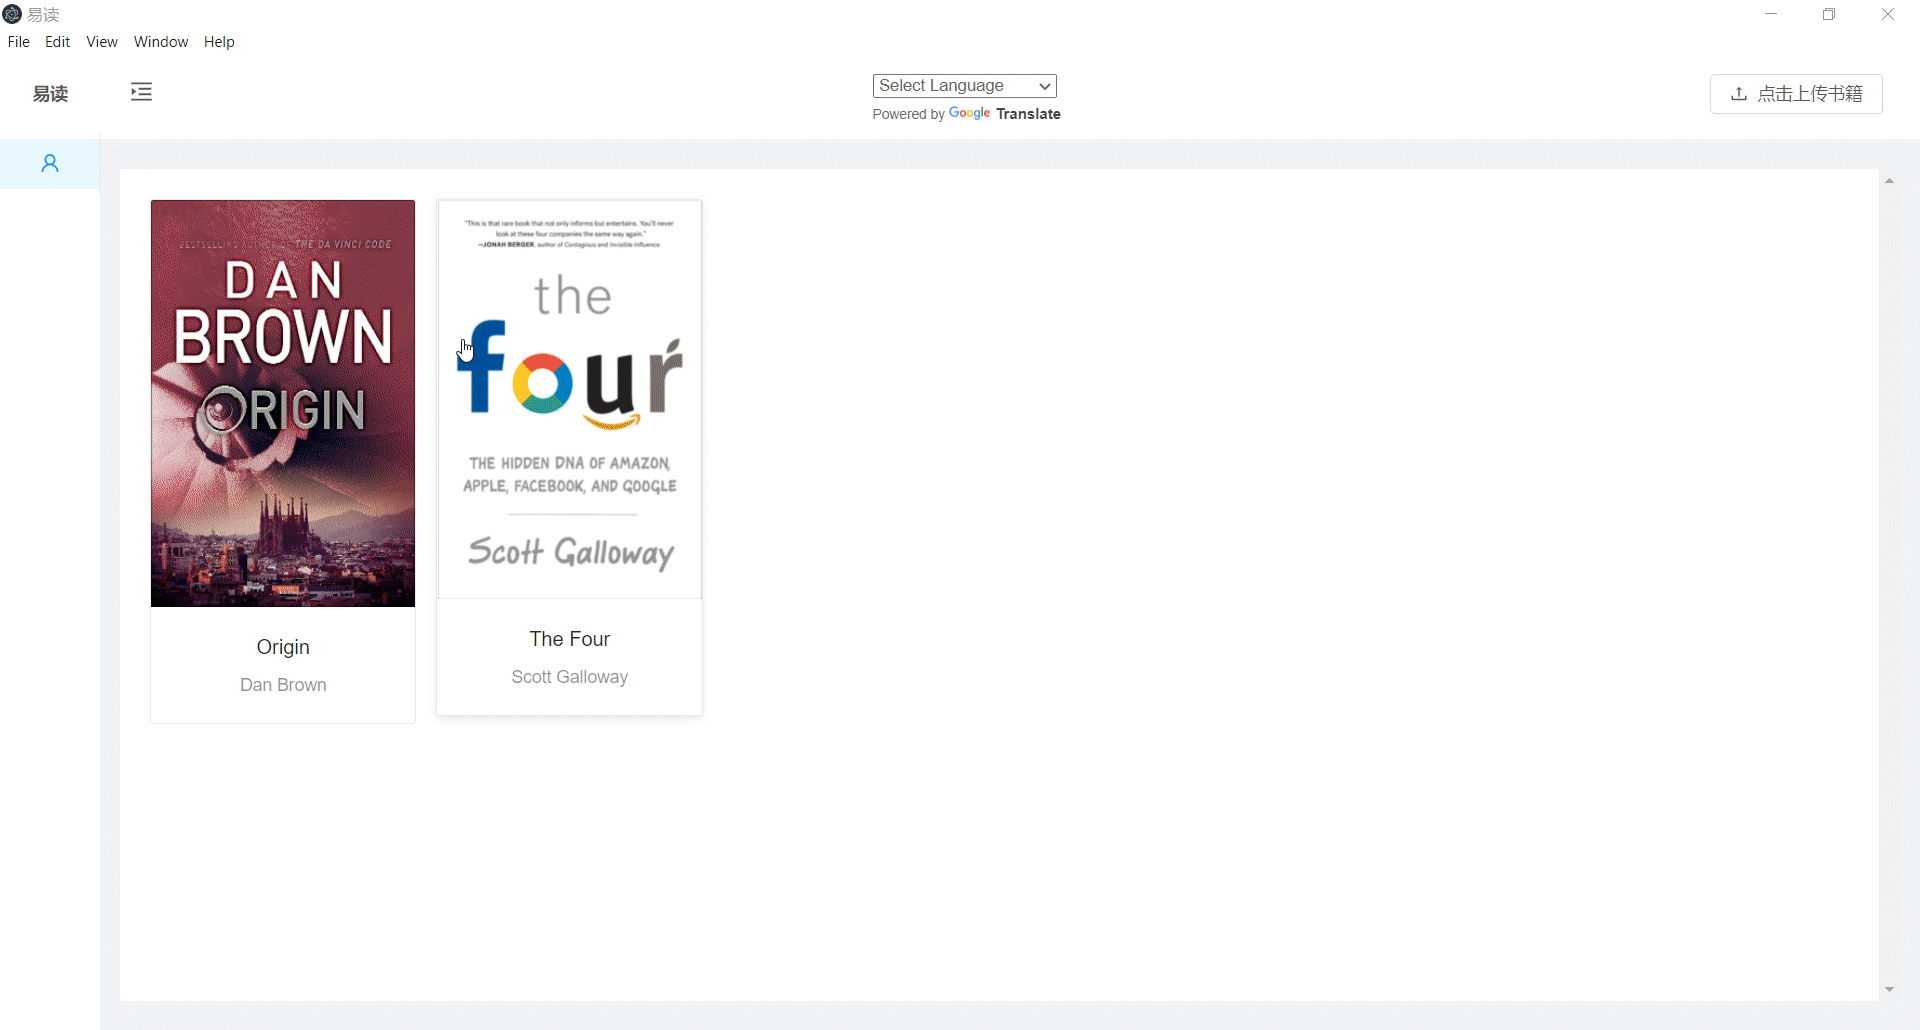 易读
File Edit View Window Help
易读
Select Language
Powered by Google Translate
点击上传书籍
BESTSELLING AUTHOR OF THE DA VINCI CODE
DAN
BROWN
ORIGIN
Origin
Dan Brown
"This is that rare book that not only informs but entertains. You'll never
look at these four companies the same way again."
—JONAH BERGER, author of Contagious and Invisible Influence
the
four
THE HIDDEN DNA OF AMAZON,
APPLE, FACEBOOK, AND GOOGLE
Scott Galloway
The Four
Scott Galloway